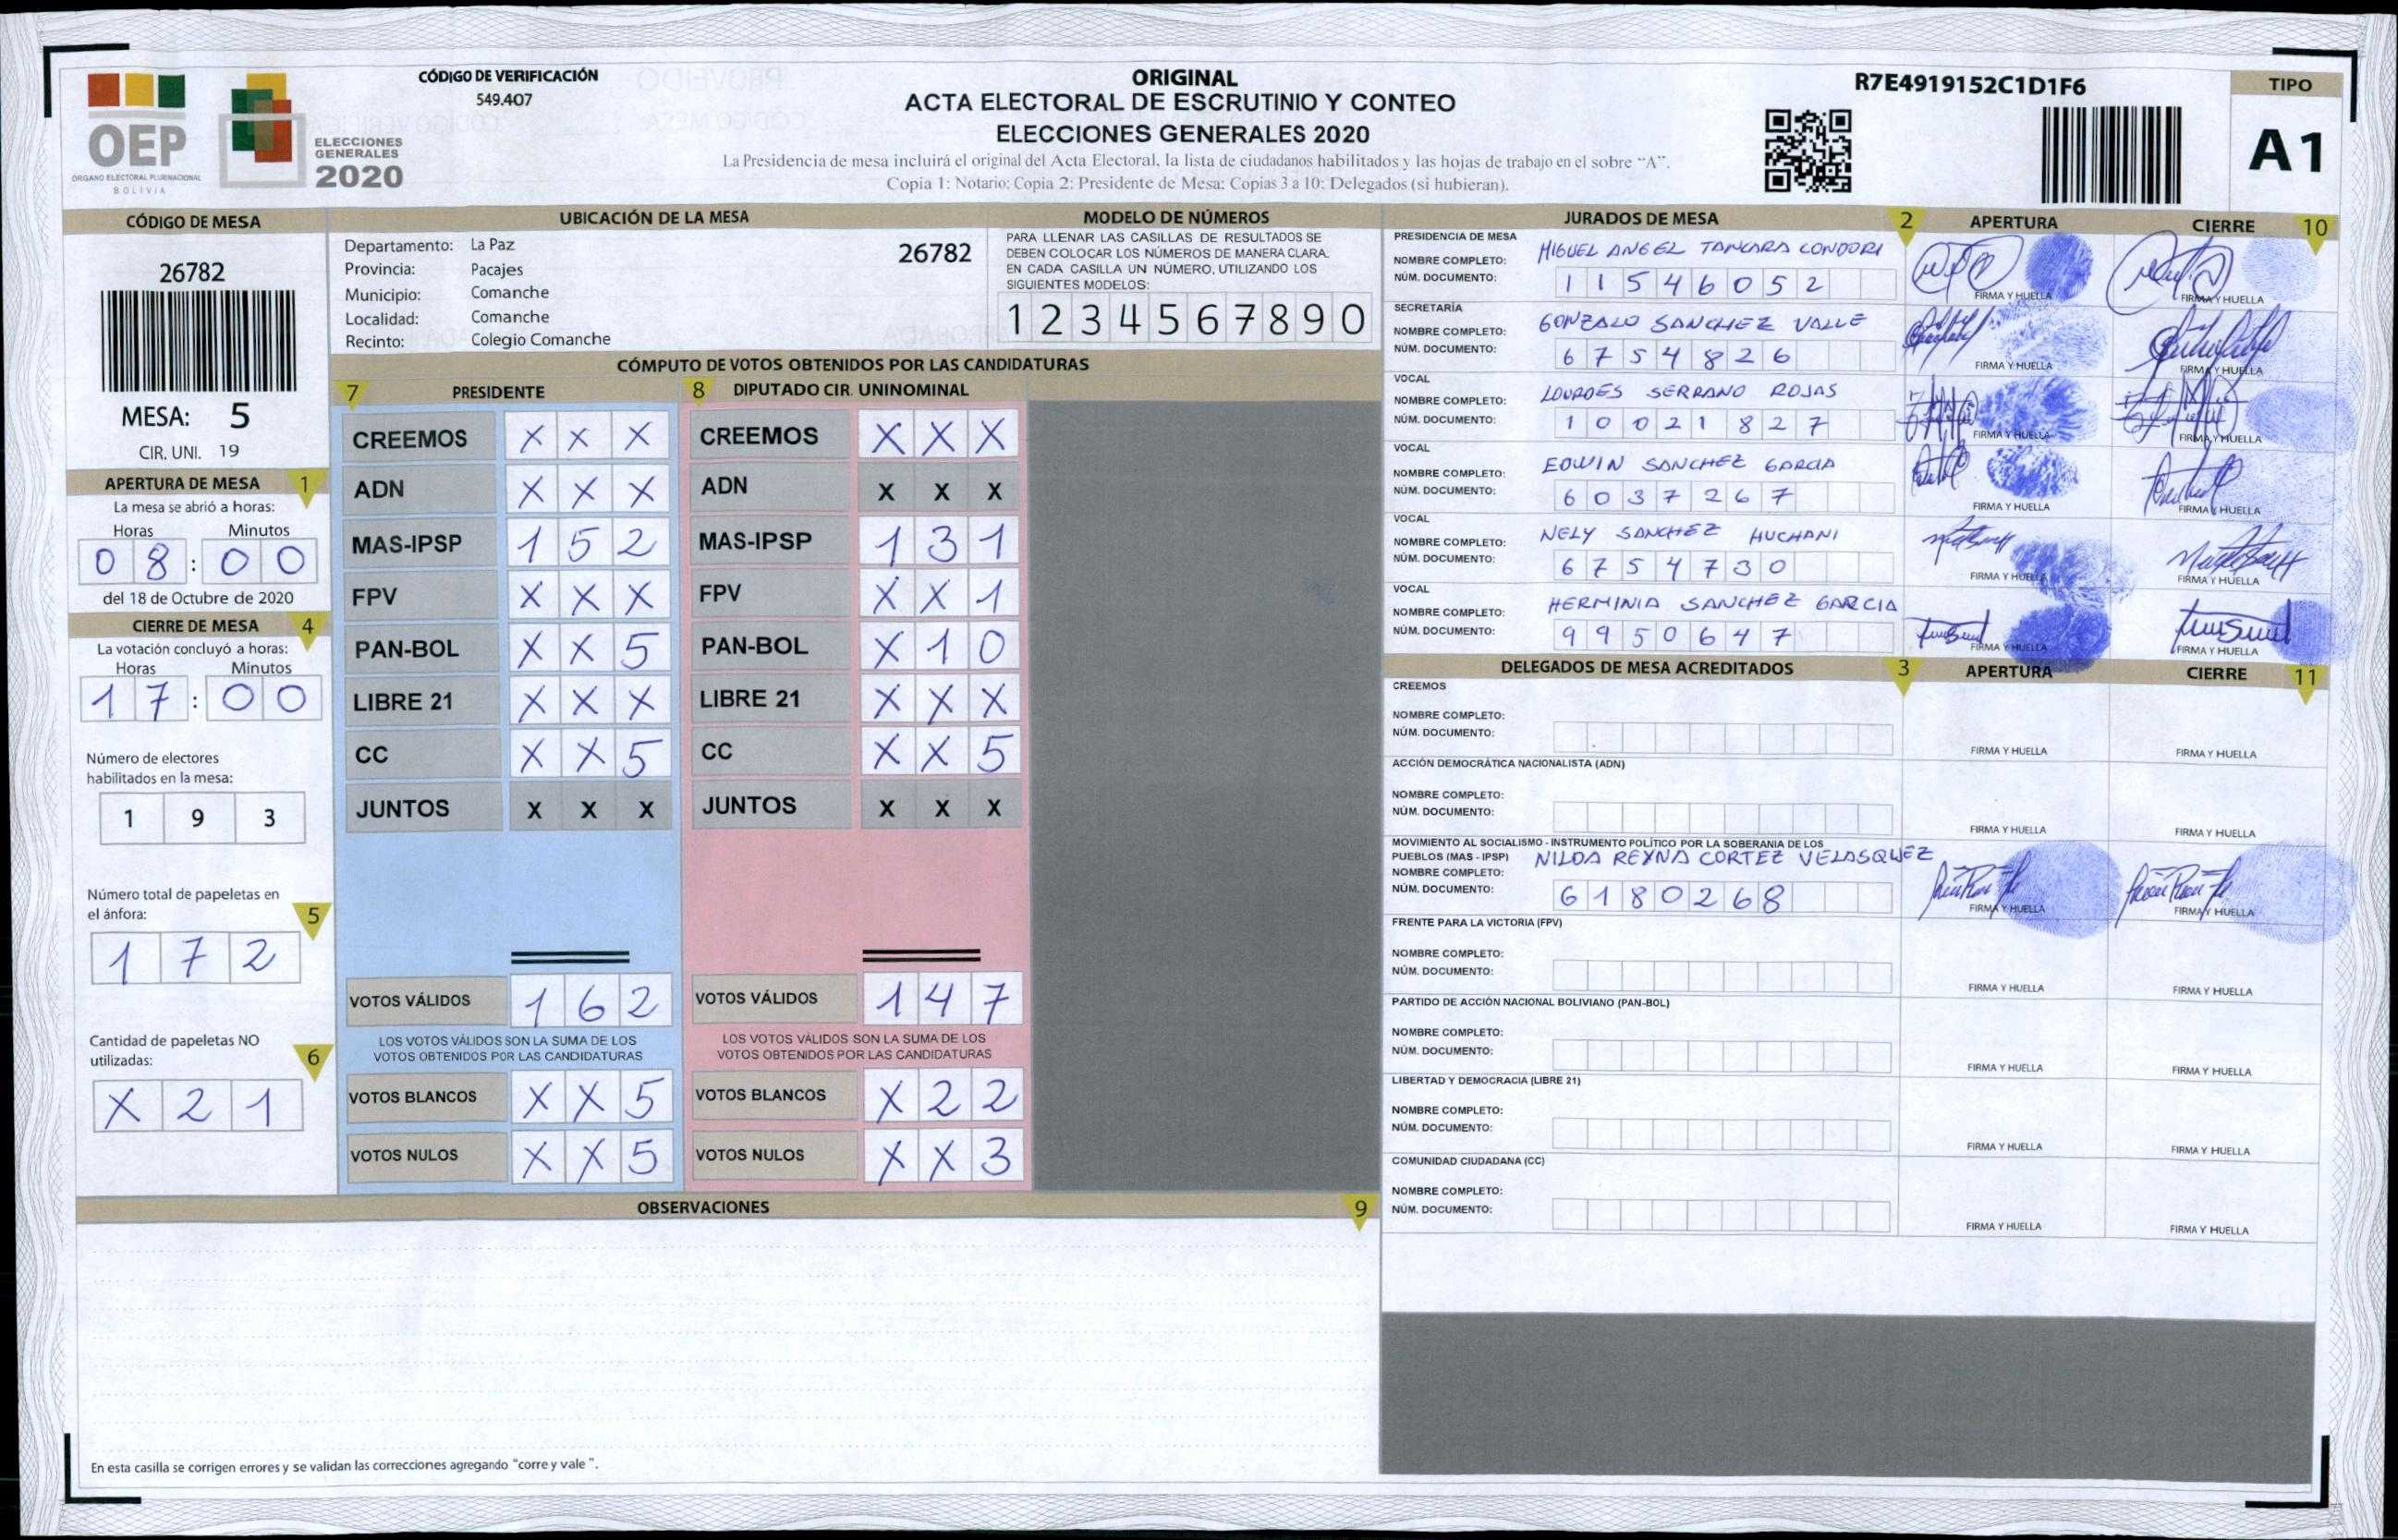 OEP
ÓRGANO ELECTORAL PLURINACIONAL
BOLIVIA
ELECCIONES
GENERALES
2020
CÓDIGO DE VERIFICACIÓN
549.407
ORIGINAL
ACTA ELECTORAL DE ESCRUTINIO Y CONTEO
ELECCIONES GENERALES 2020
La Presidencia de mesa incluirá el original del Acta Electoral, la lista de ciudadanos habilitados y las hojas de trabajo en el sobre "A".
Copia 1: Notario; Copia 2: Presidente de Mesa; Copias 3 a 10: Delegados (si hubieran).
R7E4919152C1D1F6
TIPO
A1
CÓDIGO DE MESA
26782
MESA: 5
CIR. UNI. 19
APERTURA DE MESA 1
La mesa se abrió a horas:
Horas Minutos
0 8 : 0 0
del 18 de Octubre de 2020
CIERRE DE MESA 4
La votación concluyó a horas:
Horas Minutos
1 7 : 0 0
Número de electores
habilitados en la mesa:
1 9 3
Número total de papeletas en
el ánfora: 5
1 7 2
Cantidad de papeletas NO
utilizadas: 6
X 2 1
UBICACIÓN DE LA MESA
Departamento: La Paz 26782
Provincia: Pacajes
Municipio: Comanche
Localidad: Comanche
Recinto: Colegio Comanche
MODELO DE NÚMEROS
PARA LLENAR LAS CASILLAS DE RESULTADOS SE
DEBEN COLOCAR LOS NÚMEROS DE MANERA CLARA.
EN CADA CASILLA UN NÚMERO, UTILIZANDO LOS
SIGUIENTES MODELOS:
1 2 3 4 5 6 7 8 9 0
CÓMPUTO DE VOTOS OBTENIDOS POR LAS CANDIDATURAS
7 PRESIDENTE
CREEMOS X X X
ADN X X X
MAS-IPSP 1 5 2
FPV X X X
PAN-BOL X X 5
LIBRE 21 X X X
CC X X 5
JUNTOS X X X
VOTOS VÁLIDOS 1 6 2
LOS VOTOS VÁLIDOS SON LA SUMA DE LOS
VOTOS OBTENIDOS POR LAS CANDIDATURAS
VOTOS BLANCOS X X 5
VOTOS NULOS X X 5
8 DIPUTADO CIR. UNINOMINAL
CREEMOS X X X
ADN X X X
MAS-IPSP 1 3 1
FPV X X 1
PAN-BOL X 1 0
LIBRE 21 X X X
CC X X 5
JUNTOS X X X
VOTOS VÁLIDOS 1 4 7
LOS VOTOS VÁLIDOS SON LA SUMA DE LOS
VOTOS OBTENIDOS POR LAS CANDIDATURAS
VOTOS BLANCOS X 2 2
VOTOS NULOS X X 3
OBSERVACIONES 9
En esta casilla se corrigen errores y se validan las correcciones agregando "corre y vale ".
JURADOS DE MESA 2 APERTURA CIERRE 10
PRESIDENCIA DE MESA
NOMBRE COMPLETO: MIGUEL ANGEL TANCARA CONDORI
NÚM. DOCUMENTO: 1 1 5 4 6 0 5 2
FIRMA Y HUELLA FIRMA Y HUELLA
SECRETARÍA
NOMBRE COMPLETO: GONZALO SANCHEZ VALLE
NÚM. DOCUMENTO: 6 7 5 4 8 2 6
FIRMA Y HUELLA FIRMA Y HUELLA
VOCAL
NOMBRE COMPLETO: LOURDES SERRANO ROJAS
NÚM. DOCUMENTO: 1 0 0 2 1 8 2 7
FIRMA Y HUELLA FIRMA Y HUELLA
VOCAL
NOMBRE COMPLETO: EDWIN SANCHEZ GARCIA
NÚM. DOCUMENTO: 6 0 3 7 2 6 7
FIRMA Y HUELLA FIRMA Y HUELLA
VOCAL
NOMBRE COMPLETO: NELY SANCHEZ HUCHANI
NÚM. DOCUMENTO: 6 7 5 4 7 3 0
FIRMA Y HUELLA FIRMA Y HUELLA
VOCAL
NOMBRE COMPLETO: HERMINIA SANCHEZ GARCIA
NÚM. DOCUMENTO: 9 9 5 0 6 4 7
FIRMA Y HUELLA FIRMA Y HUELLA
DELEGADOS DE MESA ACREDITADOS 3 APERTURA CIERRE 11
CREEMOS
NOMBRE COMPLETO:
NÚM. DOCUMENTO:
FIRMA Y HUELLA FIRMA Y HUELLA
ACCIÓN DEMOCRÁTICA NACIONALISTA (ADN)
NOMBRE COMPLETO:
NÚM. DOCUMENTO:
FIRMA Y HUELLA FIRMA Y HUELLA
MOVIMIENTO AL SOCIALISMO - INSTRUMENTO POLÍTICO POR LA SOBERANIA DE LOS
PUEBLOS (MAS - IPSP) NILDA REYNA CORTEZ VELASQUEZ
NOMBRE COMPLETO:
NÚM. DOCUMENTO: 6 1 8 0 2 6 8
FIRMA Y HUELLA FIRMA Y HUELLA
FRENTE PARA LA VICTORIA (FPV)
NOMBRE COMPLETO:
NÚM. DOCUMENTO:
FIRMA Y HUELLA FIRMA Y HUELLA
PARTIDO DE ACCIÓN NACIONAL BOLIVIANO (PAN-BOL)
NOMBRE COMPLETO:
NÚM. DOCUMENTO:
FIRMA Y HUELLA FIRMA Y HUELLA
LIBERTAD Y DEMOCRACIA (LIBRE 21)
NOMBRE COMPLETO:
NÚM. DOCUMENTO:
FIRMA Y HUELLA FIRMA Y HUELLA
COMUNIDAD CIUDADANA (CC)
NOMBRE COMPLETO:
NÚM. DOCUMENTO:
FIRMA Y HUELLA FIRMA Y HUELLA